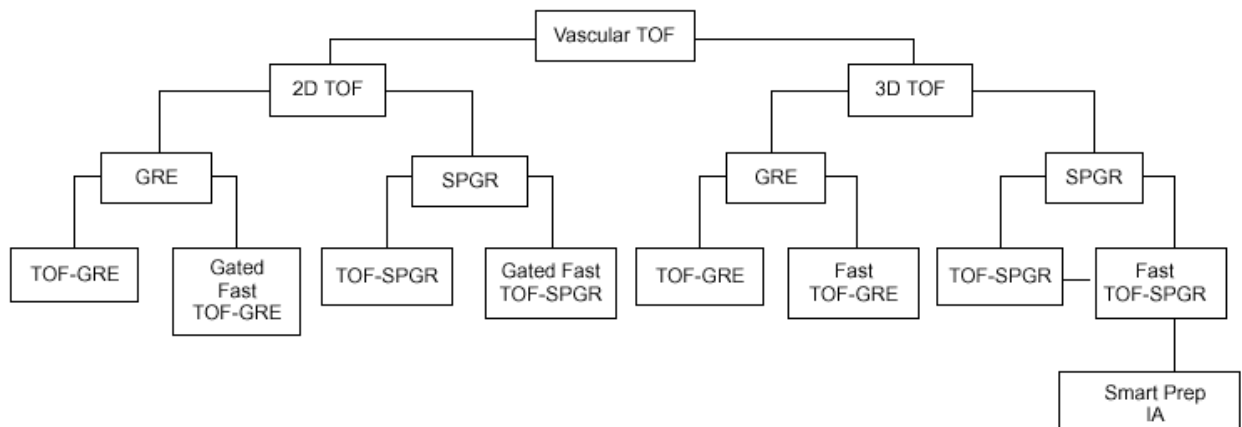 Vascular TOF
2D TOF
3D TOF
GRE
SPGR
GRE
SPGR
TOF-GRE
Gated
Fast
TOF-GRE
TOF-SPGR
Gated Fast
TOF-SPGR
TOF-GRE
Fast
TOF-GRE
TOF-SPGR
Fast
TOF-SPGR
Smart Prep
IA